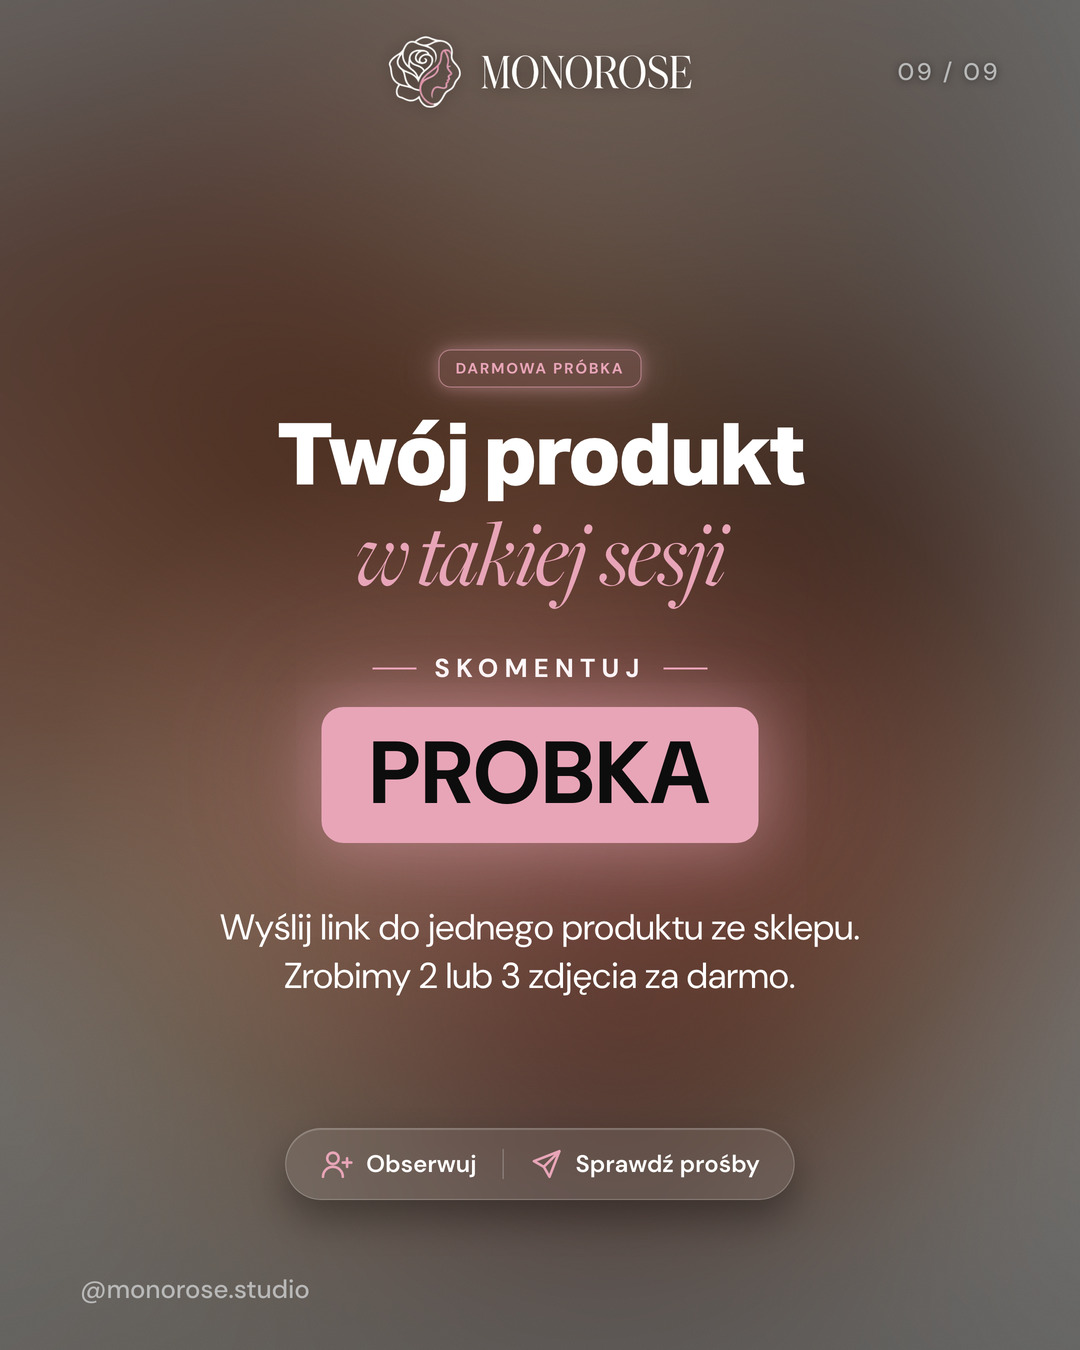 MONOROSE
09 / 09
DARMOWA PRÓBKA
Twój produkt
w takiej sesji
SKOMENTUJ
PROBKA
Wyślij link do jednego produktu ze sklepu.
Zrobimy 2 lub 3 zdjęcia za darmo.
Obserwuj
Sprawdź prośby
@monorose.studio